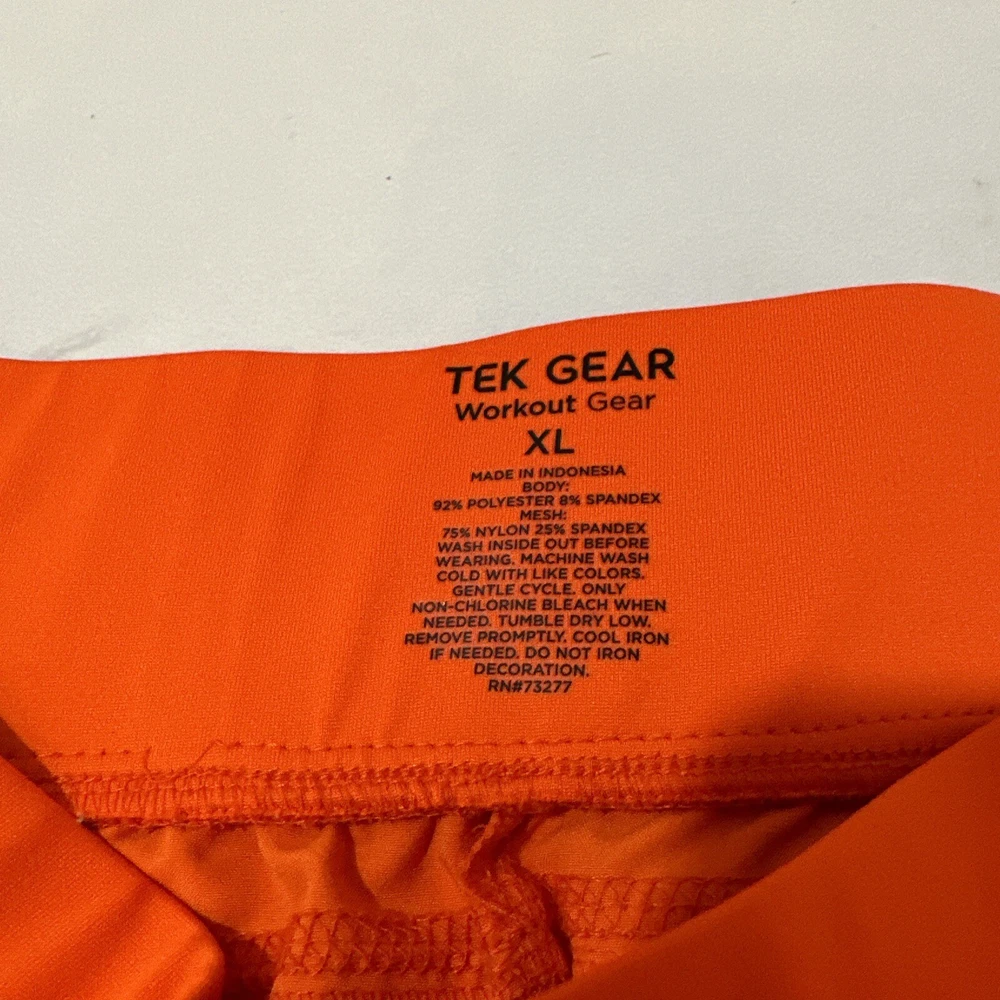 TEK GEAR
Workout Gear
XL
MADE IN INDONESIA
BODY:
92% POLYESTER 8% SPANDEX
MESH:
75% NYLON 25% SPANDEX
WASH INSIDE OUT BEFORE
WEARING. MACHINE WASH
COLD WITH LIKE COLORS.
GENTLE CYCLE. ONLY
NON-CHLORINE BLEACH WHEN
NEEDED. TUMBLE DRY LOW.
REMOVE PROMPTLY. COOL IRON
IF NEEDED. DO NOT IRON
DECORATION.
RN#73277